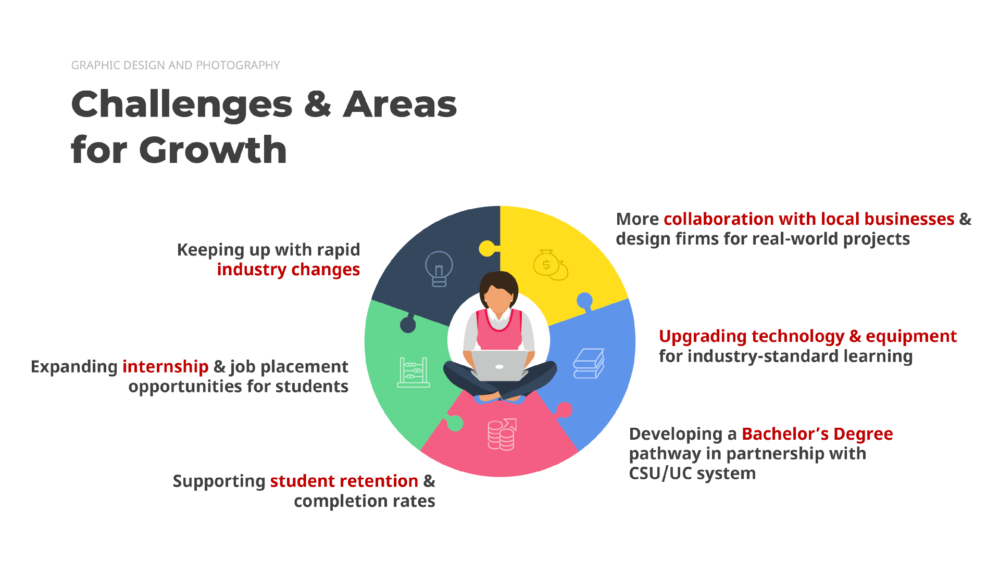 GRAPHIC DESIGN AND PHOTOGRAPHY
Challenges & Areas
for Growth
Keeping up with rapid
industry changes
Expanding internship & job placement
opportunities for students
Supporting student retention &
completion rates
More collaboration with local businesses &
design firms for real-world projects
Upgrading technology & equipment
for industry-standard learning
Developing a Bachelor’s Degree
pathway in partnership with
CSU/UC system
$